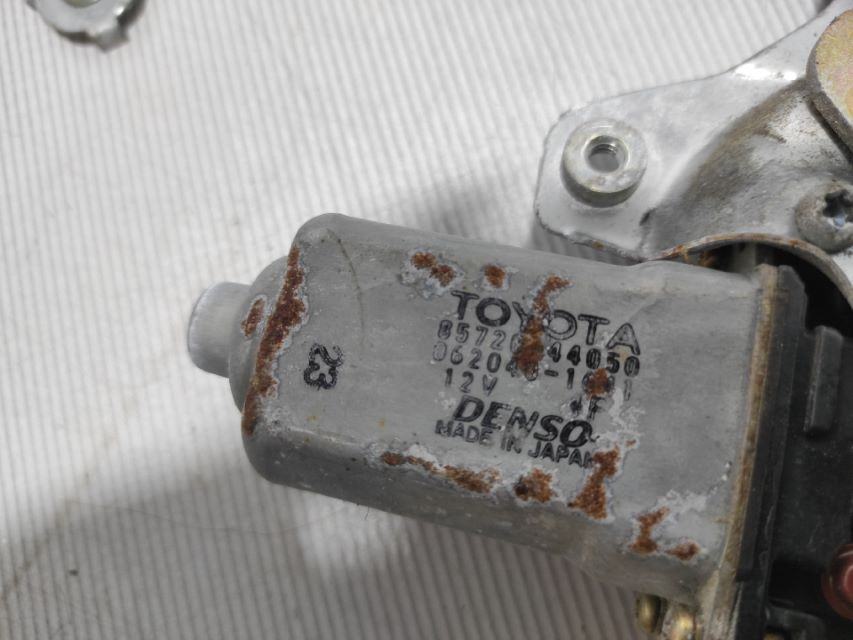 23
TOYOTA
85720-44050
12V
DENSO
MADE IN JAPAN